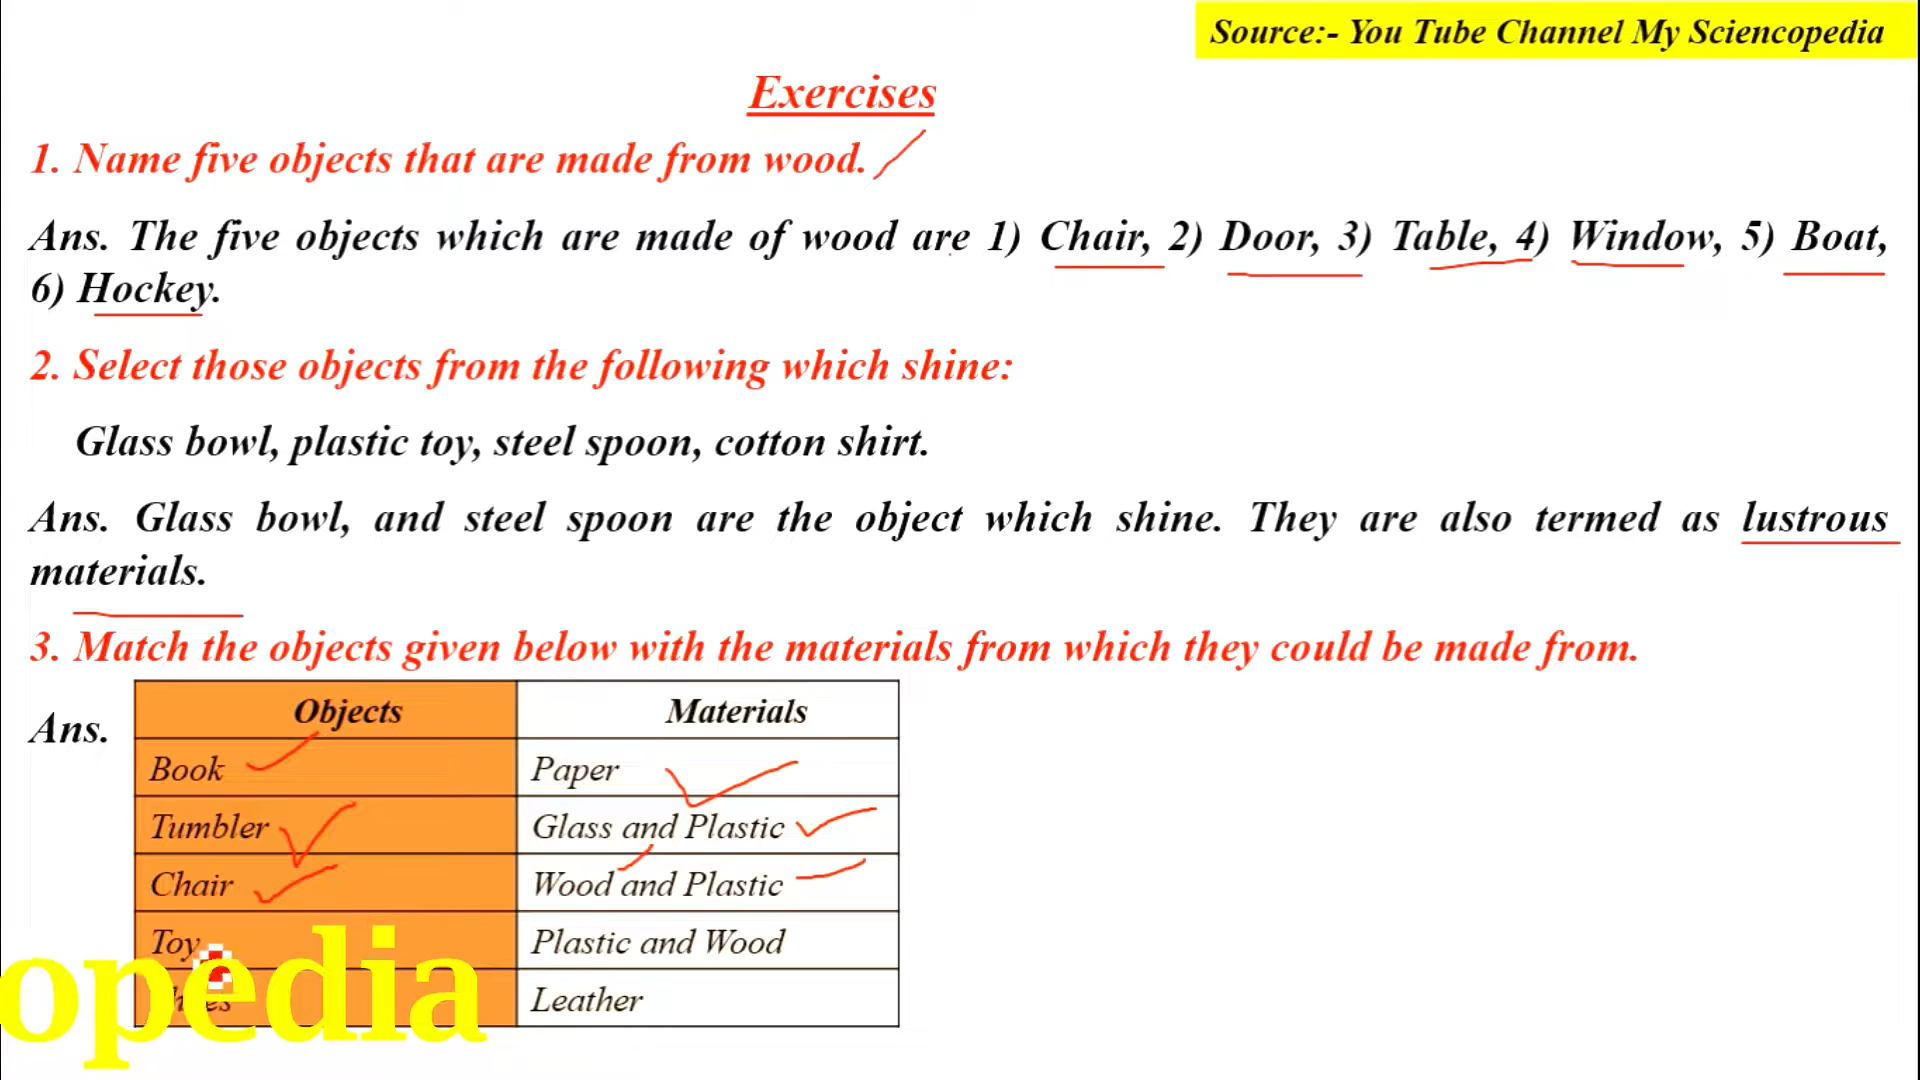 Source:- You Tube Channel My Sciencopedia
Exercises
1. Name five objects that are made from wood.
Ans. The five objects which are made of wood are 1) Chair, 2) Door, 3) Table, 4) Window, 5) Boat,
6) Hockey.
2. Select those objects from the following which shine:
Glass bowl, plastic toy, steel spoon, cotton shirt.
Ans. Glass bowl, and steel spoon are the object which shine. They are also termed as lustrous
materials.
3. Match the objects given below with the materials from which they could be made from.
Ans.
Objects Materials
Book Paper
Tumbler Glass and Plastic
Chair Wood and Plastic
Toy Plastic and Wood
Leather
opedia